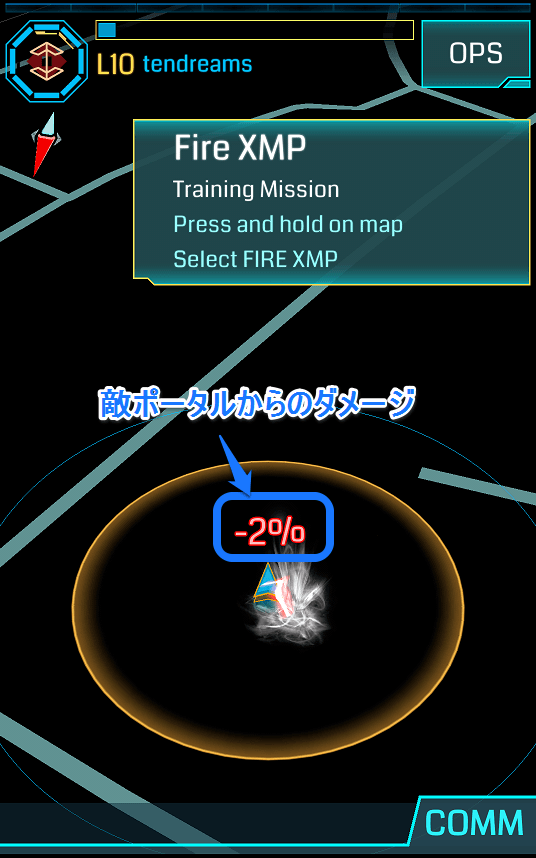 L10 tendreams
OPS
Fire XMP
Training Mission
Press and hold on map
Select FIRE XMP
敵ポータルからのダメージ
-2%
COMM